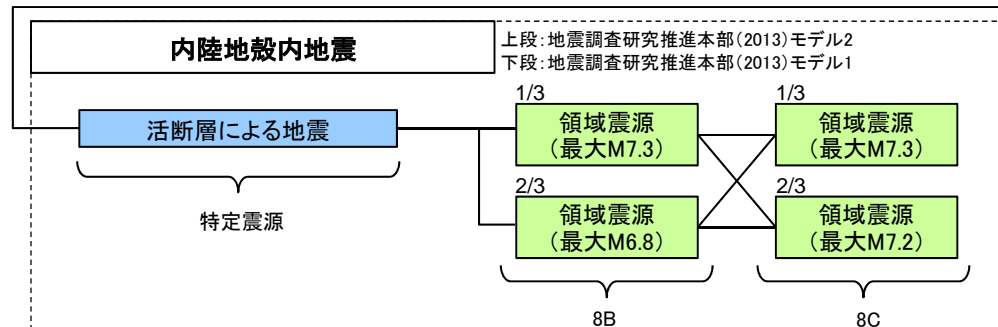 内陸地殻内地震
上段:地震調査研究推進本部(2013)モデル2
下段:地震調査研究推進本部(2013)モデル1
活断層による地震
特定震源
1/3
領域震源
(最大M7.3)
1/3
領域震源
(最大M7.3)
2/3
領域震源
(最大M6.8)
2/3
領域震源
(最大M7.2)
8B
8C